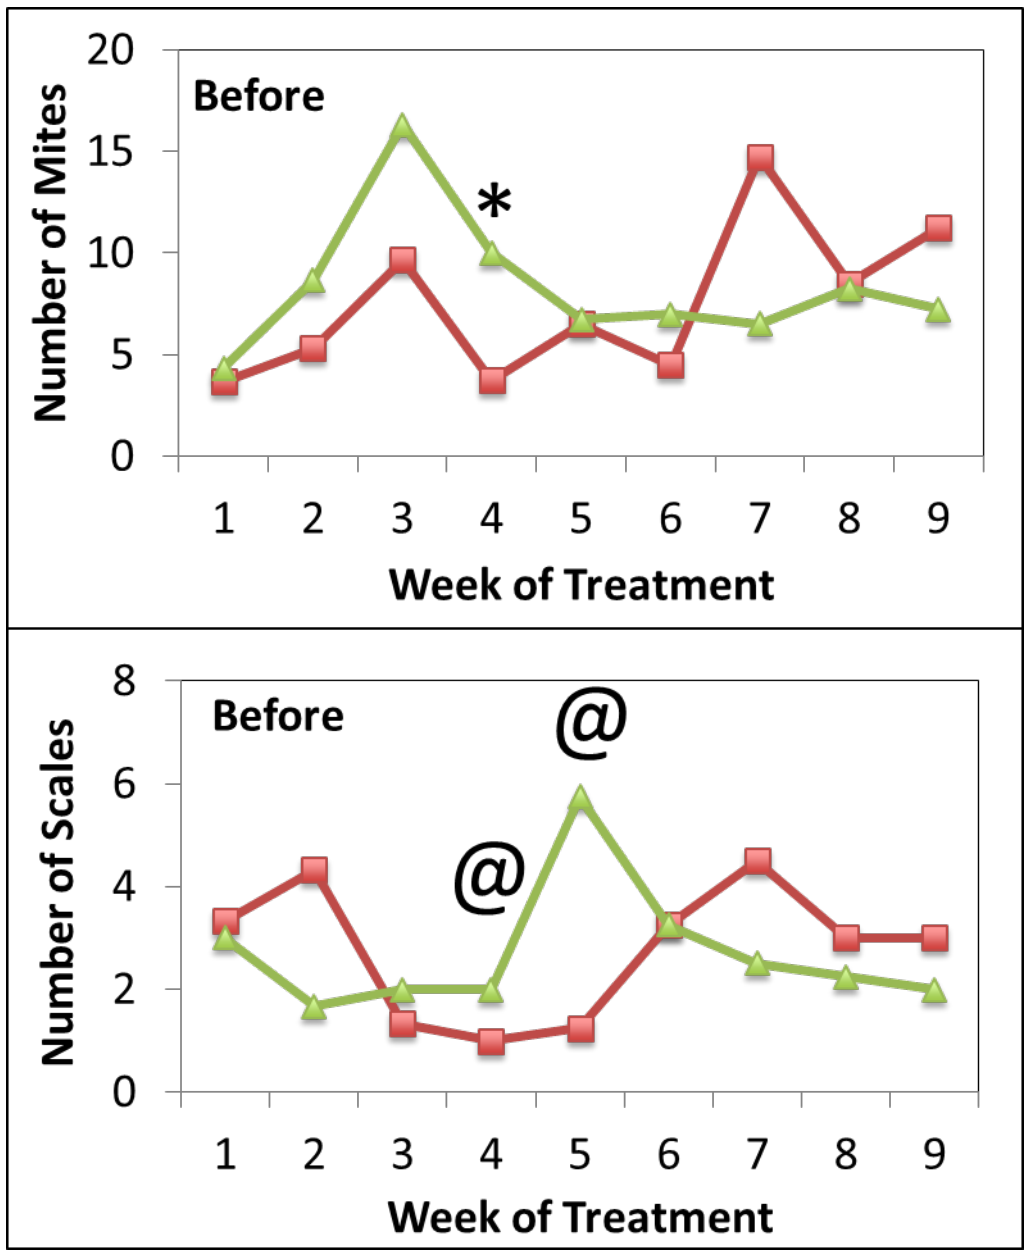 Number of Mites
20
15
10
5
0
Before
*
1 2 3 4 5 6 7 8 9
Week of Treatment
Number of Scales
8
6
4
2
0
Before
@
@
1 2 3 4 5 6 7 8 9
Week of Treatment